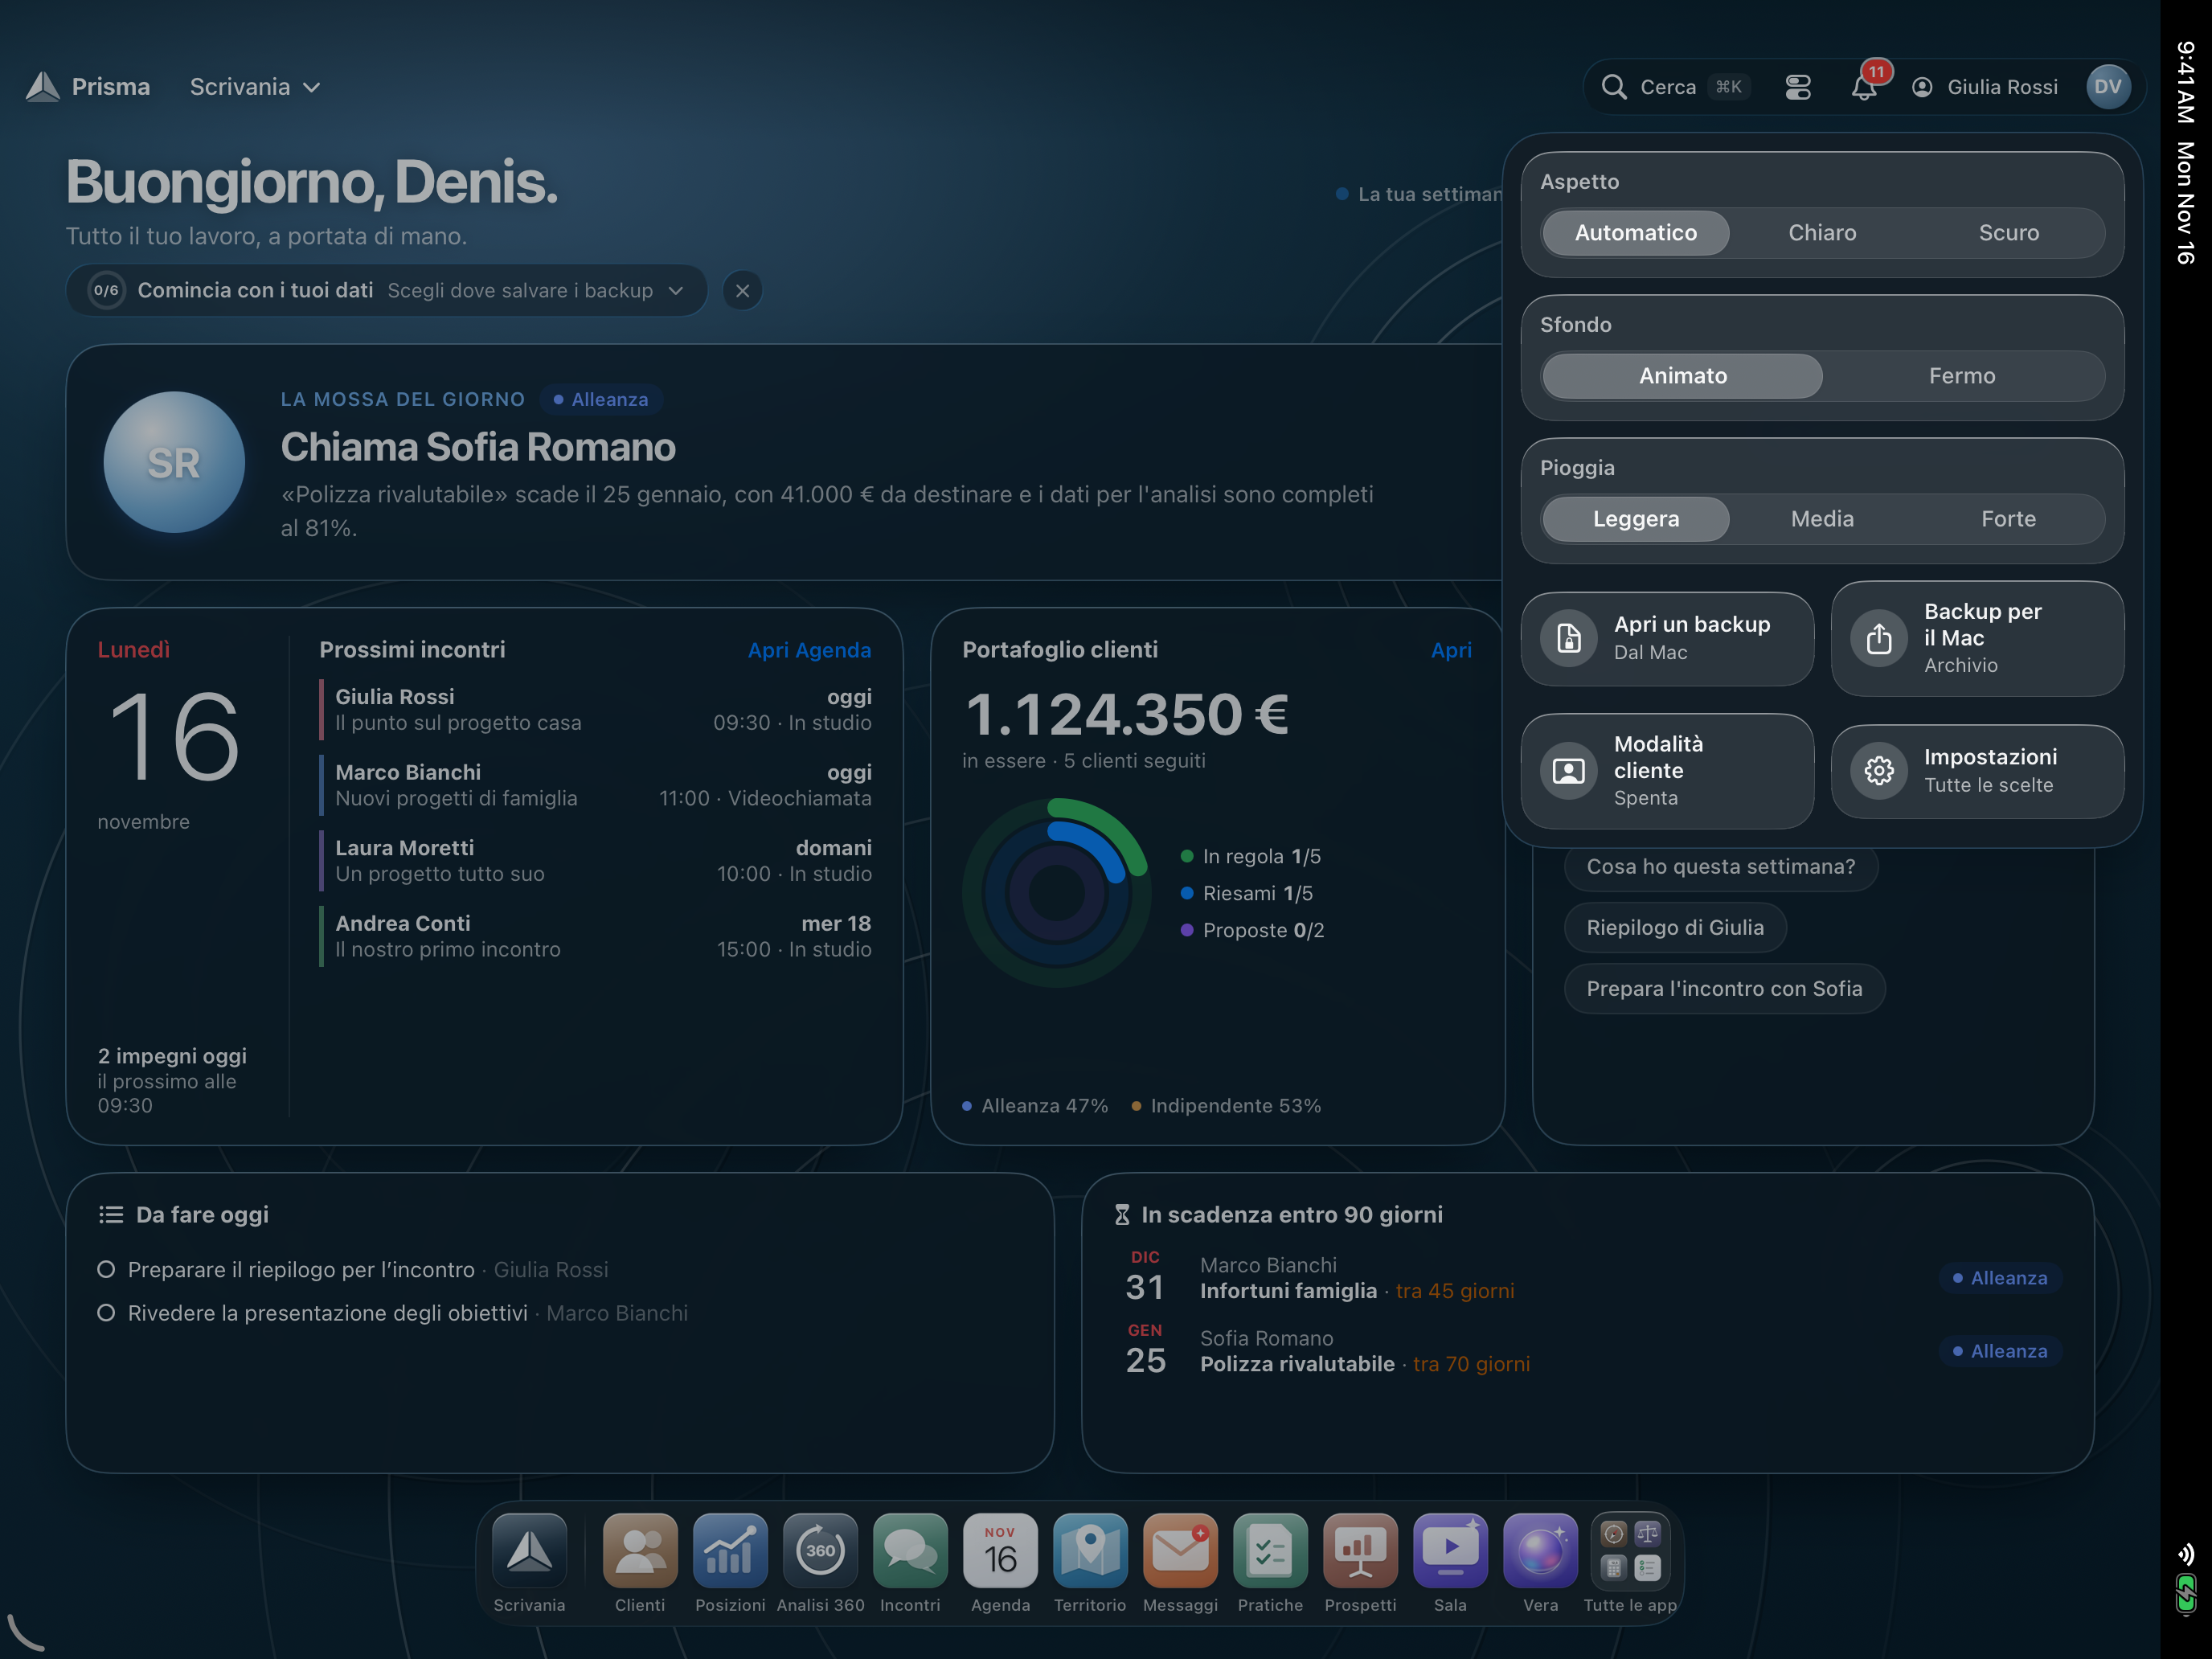 Prisma
Scrivania
Cerca ⌘K
11
Giulia Rossi
DV
9:41 AM Mon Nov 16
Buongiorno, Denis.
Tutto il tuo lavoro, a portata di mano.
La tua settiman
0/6 Comincia con i tuoi dati Scegli dove salvare i backup
Aspetto
Automatico Chiaro Scuro
Sfondo
Animato Fermo
Pioggia
Leggera Media Forte
Apri un backup
Dal Mac
Backup per
il Mac
Archivio
Modalità
cliente
Spenta
Impostazioni
Tutte le scelte
SR
LA MOSSA DEL GIORNO
Alleanza
Chiama Sofia Romano
«Polizza rivalutabile» scade il 25 gennaio, con 41.000 € da destinare e i dati per l'analisi sono completi
al 81%.
Lunedì
16
novembre
2 impegni oggi
il prossimo alle
09:30
Prossimi incontri
Apri Agenda
Giulia Rossi oggi
Il punto sul progetto casa 09:30 · In studio
Marco Bianchi oggi
Nuovi progetti di famiglia 11:00 · Videochiamata
Laura Moretti domani
Un progetto tutto suo 10:00 · In studio
Andrea Conti mer 18
Il nostro primo incontro 15:00 · In studio
Portafoglio clienti
Apri
1.124.350 €
in essere · 5 clienti seguiti
In regola 1/5
Riesami 1/5
Proposte 0/2
Alleanza 47% Indipendente 53%
Cosa ho questa settimana?
Riepilogo di Giulia
Prepara l'incontro con Sofia
Da fare oggi
Preparare il riepilogo per l’incontro · Giulia Rossi
Rivedere la presentazione degli obiettivi · Marco Bianchi
In scadenza entro 90 giorni
DIC
31
Marco Bianchi
Infortuni famiglia · tra 45 giorni
Alleanza
GEN
25
Sofia Romano
Polizza rivalutabile · tra 70 giorni
Alleanza
360
NOV
16
Scrivania Clienti Posizioni Analisi 360 Incontri Agenda Territorio Messaggi Pratiche Prospetti Sala Vera Tutte le app